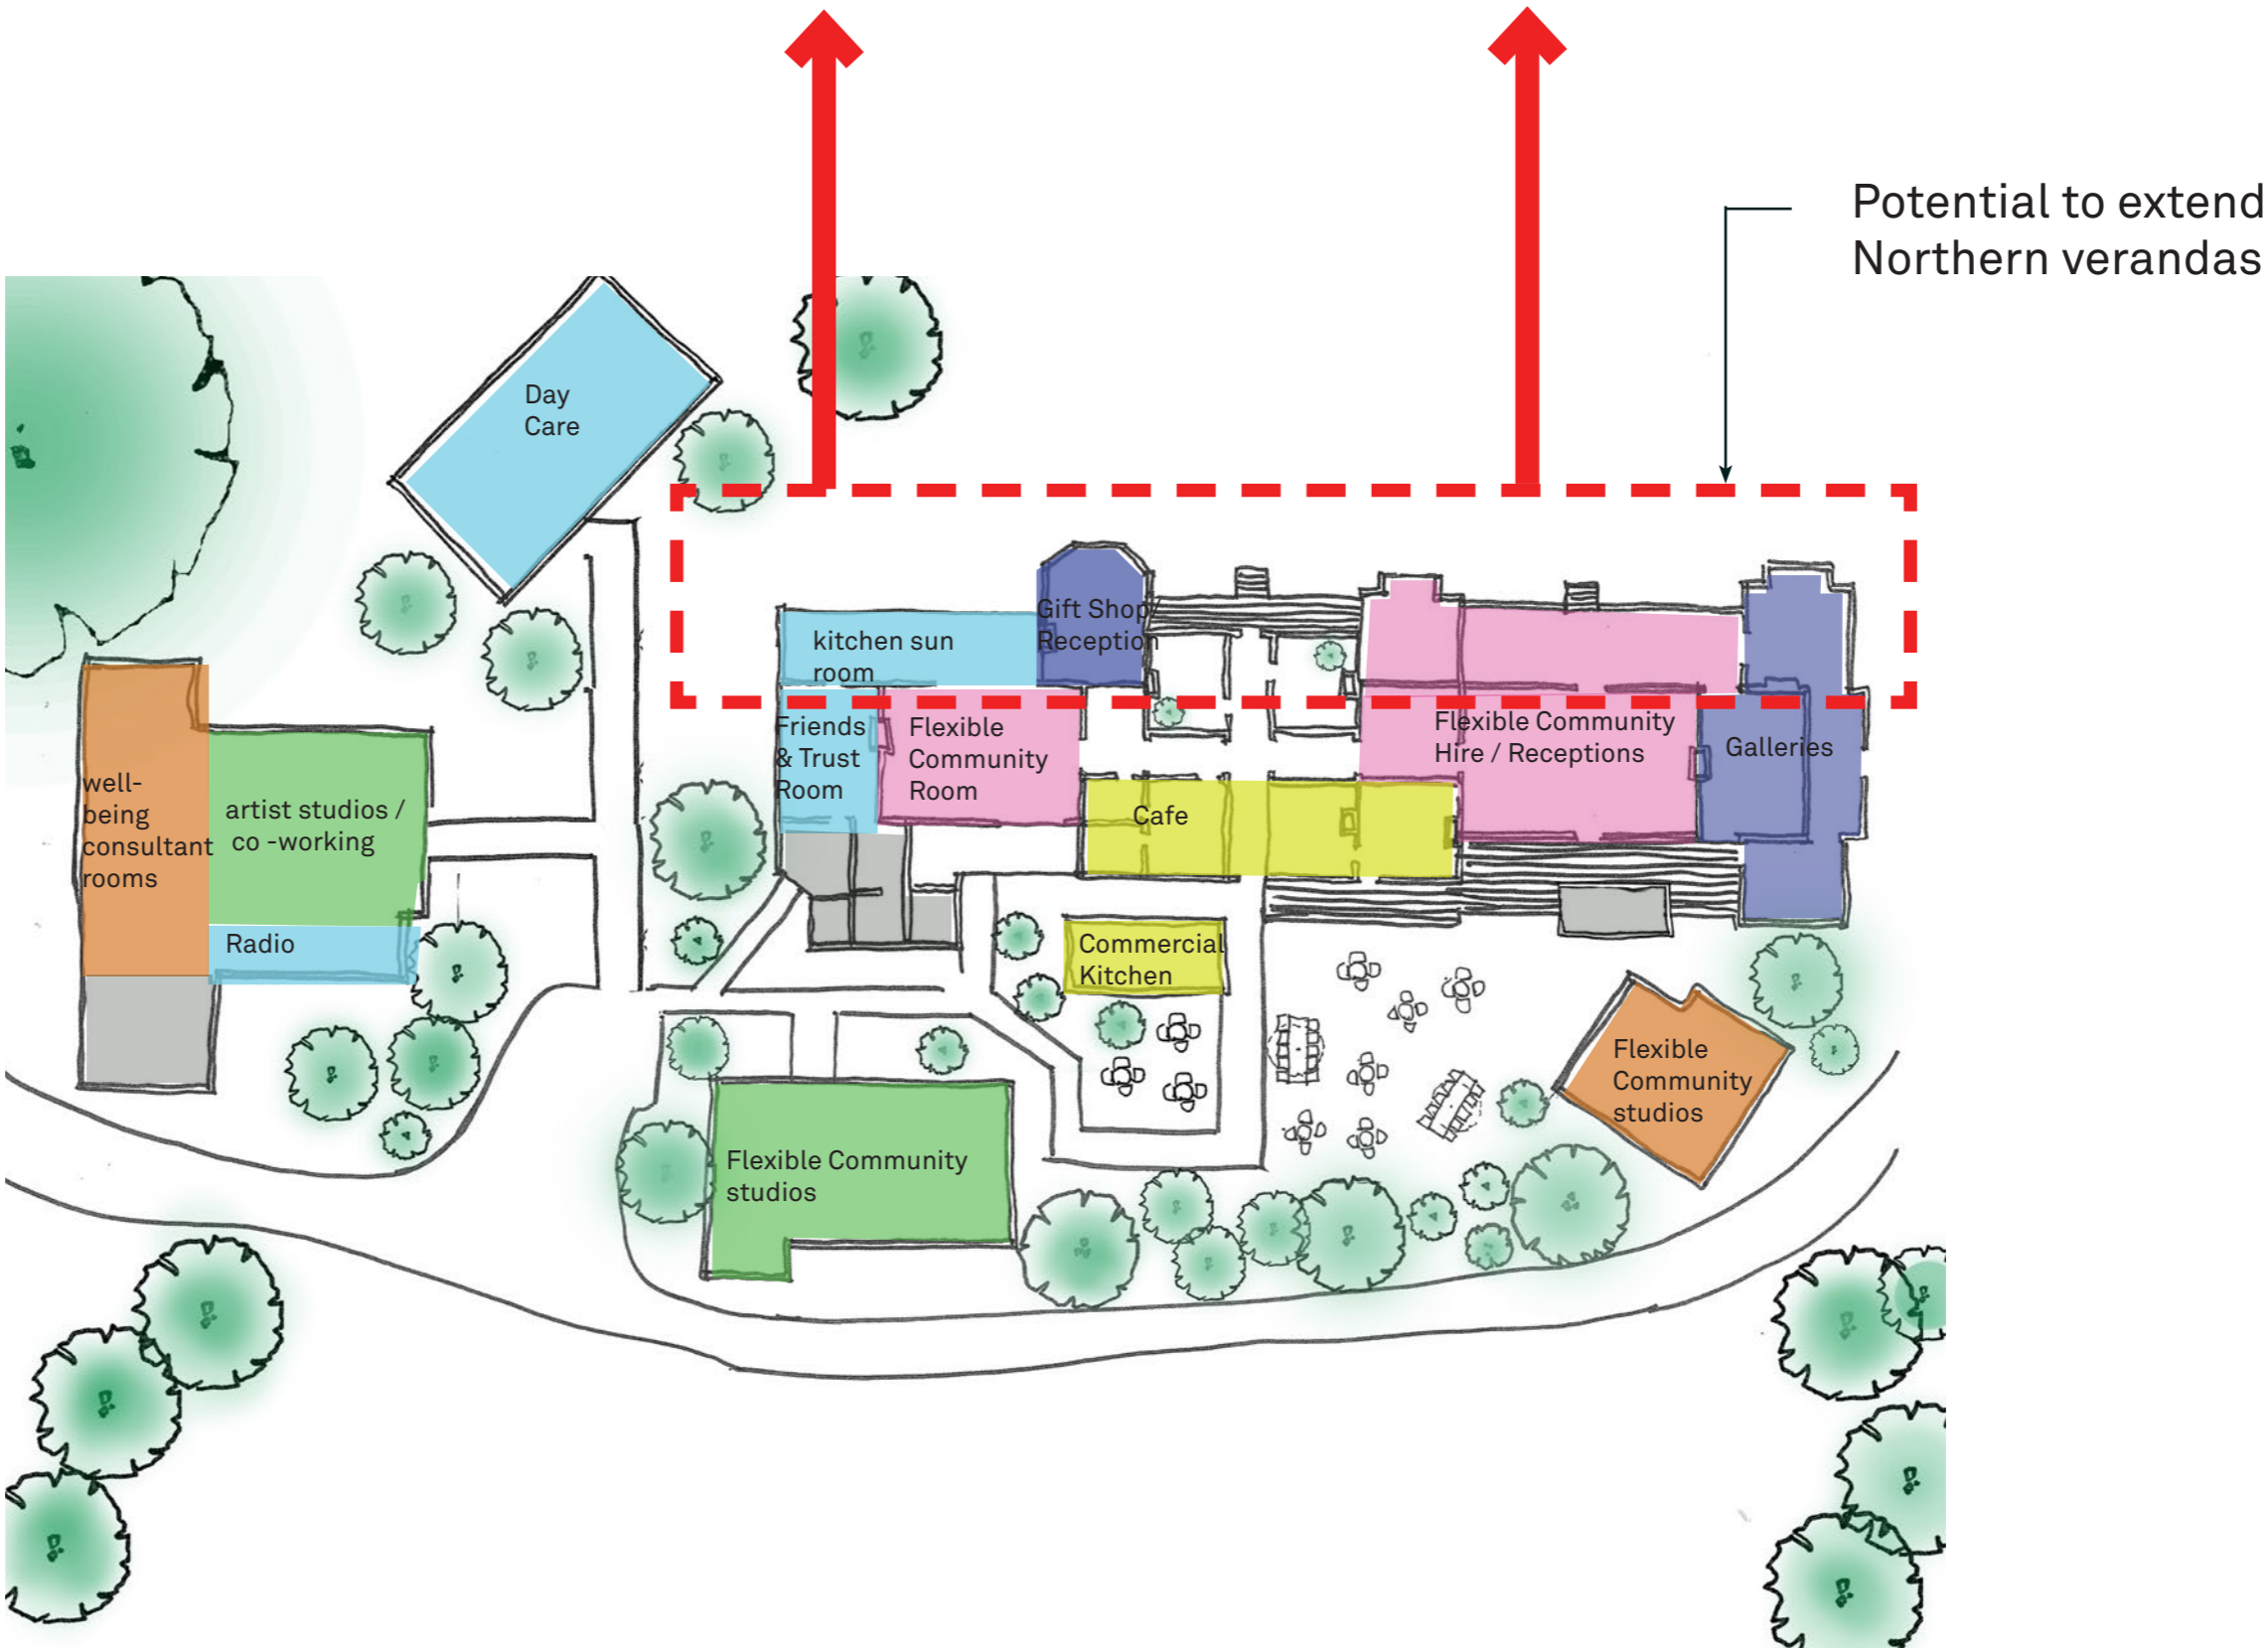 Potential to extend
Northern verandas
Day
Care
Gift Shop/
Reception
kitchen sun
room
Friends
& Trust
Room
Flexible
Community
Room
Flexible Community
Hire / Receptions
Galleries
well-
being
consultant
rooms
artist studios /
co -working
Cafe
Radio
Commercial
Kitchen
Flexible
Community
studios
Flexible Community
studios